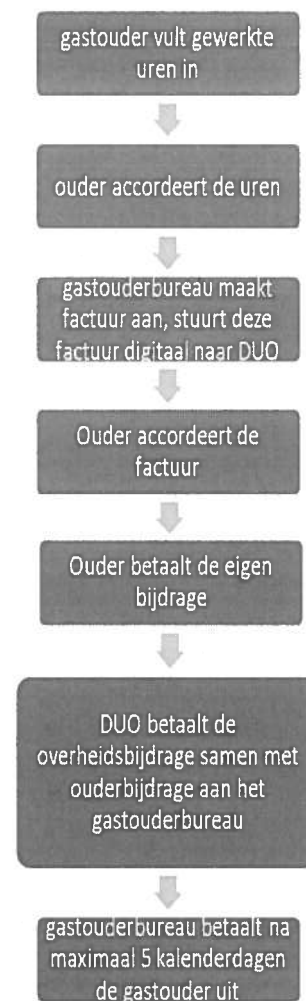 gastouder vult gewerkte
uren in
ouder accordeert de uren
gastouderbureau maakt
factuur aan, stuurt deze
factuur digitaal naar DUO
Ouder accordeert de
factuur
Ouder betaalt de eigen
bijdrage
DUO betaalt de
overheidsbijdrage samen met
ouderbijdrage aan het
gastouderbureau
gastouderbureau betaalt na
maximaal 5 kalenderdagen
de gastouder uit